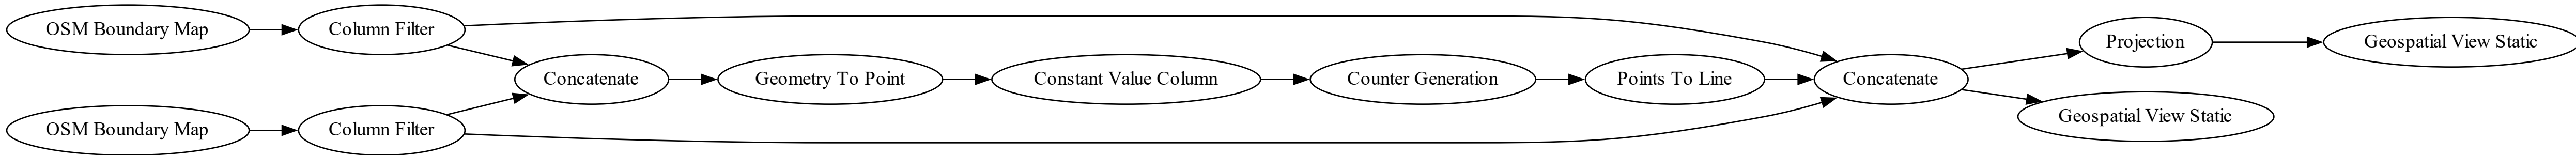 OSM Boundary Map
Column Filter
Concatenate
Geometry To Point
Constant Value Column
Counter Generation
Points To Line
Concatenate
Projection
Geospatial View Static
OSM Boundary Map
Column Filter
Geospatial View Static